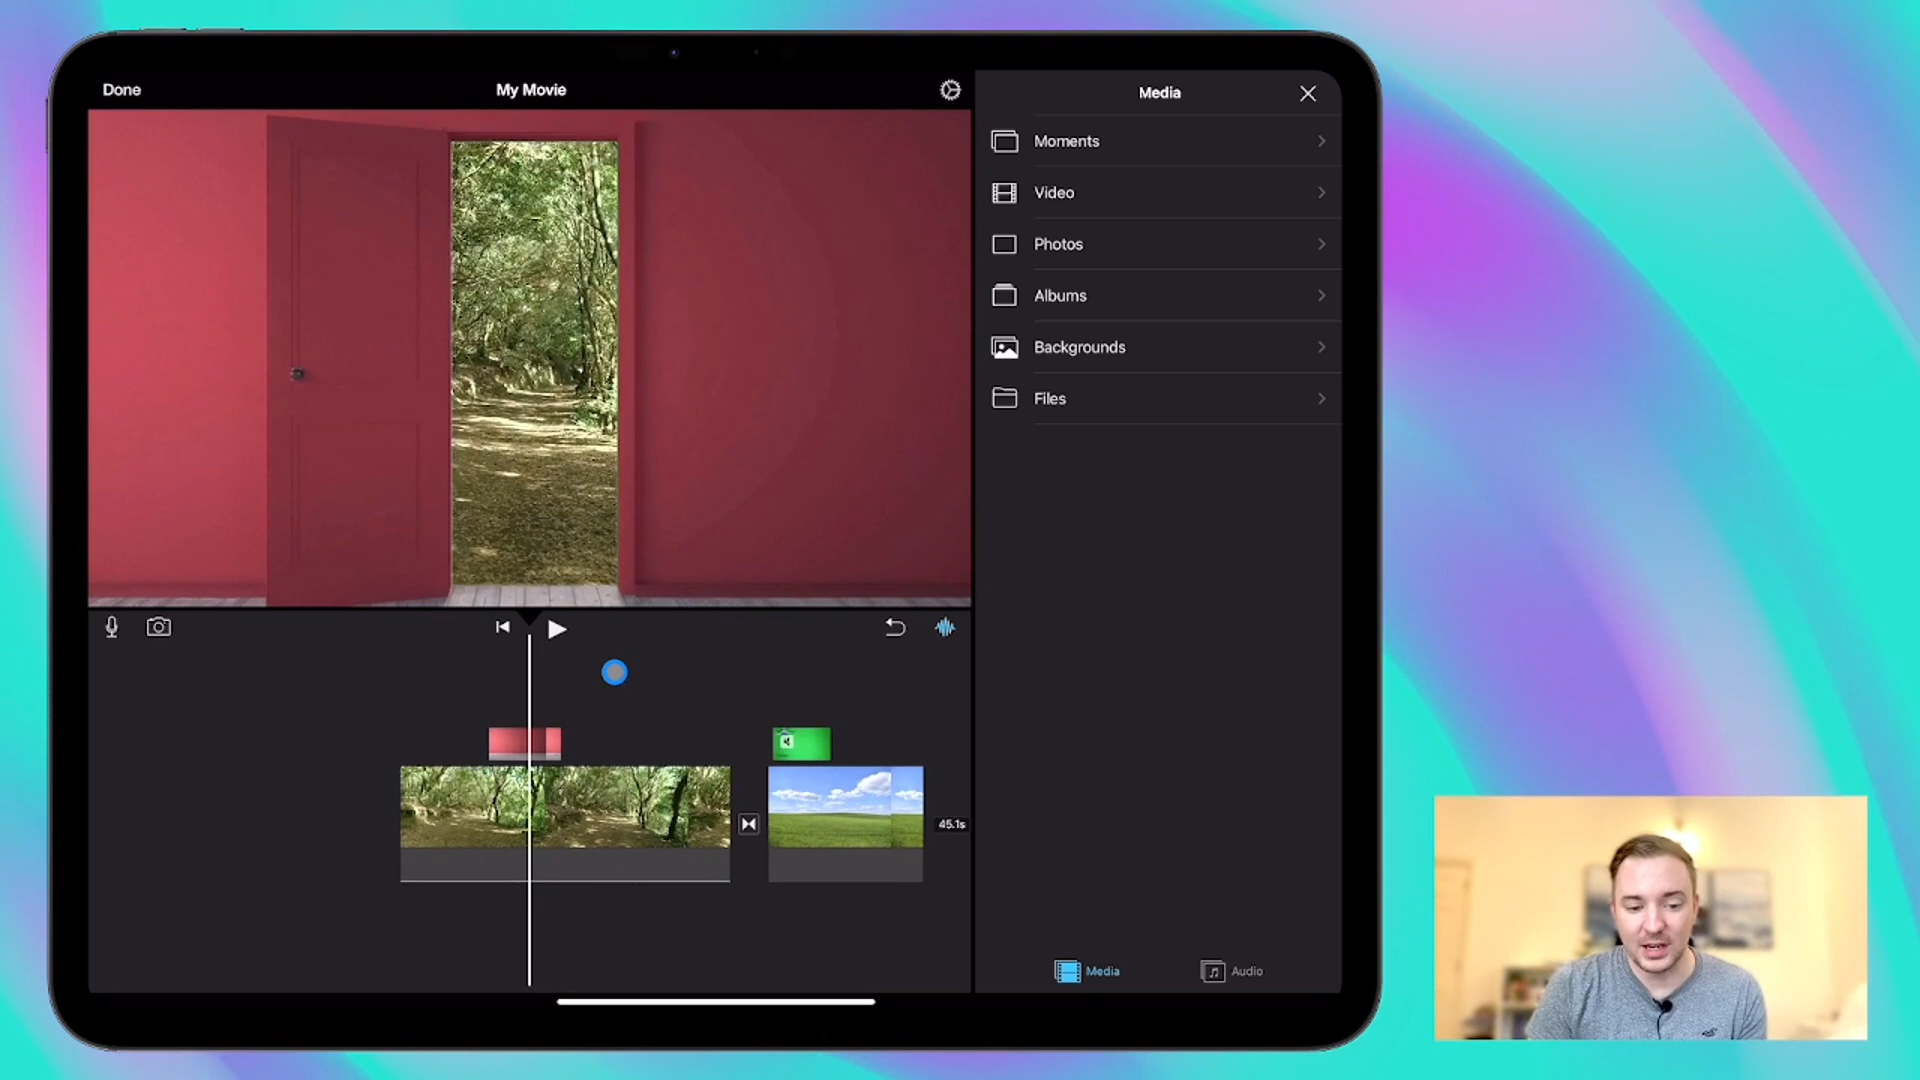 Done
My Movie
Media
Moments
Video
Photos
Albums
Backgrounds
Files
45.1s
Media
Audio